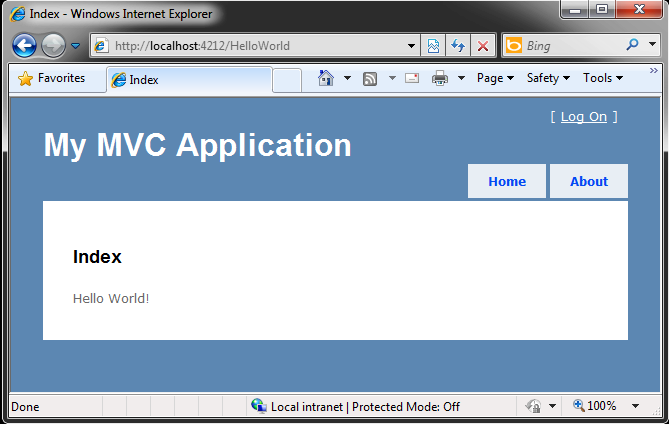 Index - Windows Internet Explorer
http://localhost:4212/HelloWorld
Bing
Favorites
Index
Page
Safety
Tools
»
[ Log On ]
My MVC Application
Home
About
Index
Hello World!
Done
Local intranet | Protected Mode: Off
100%